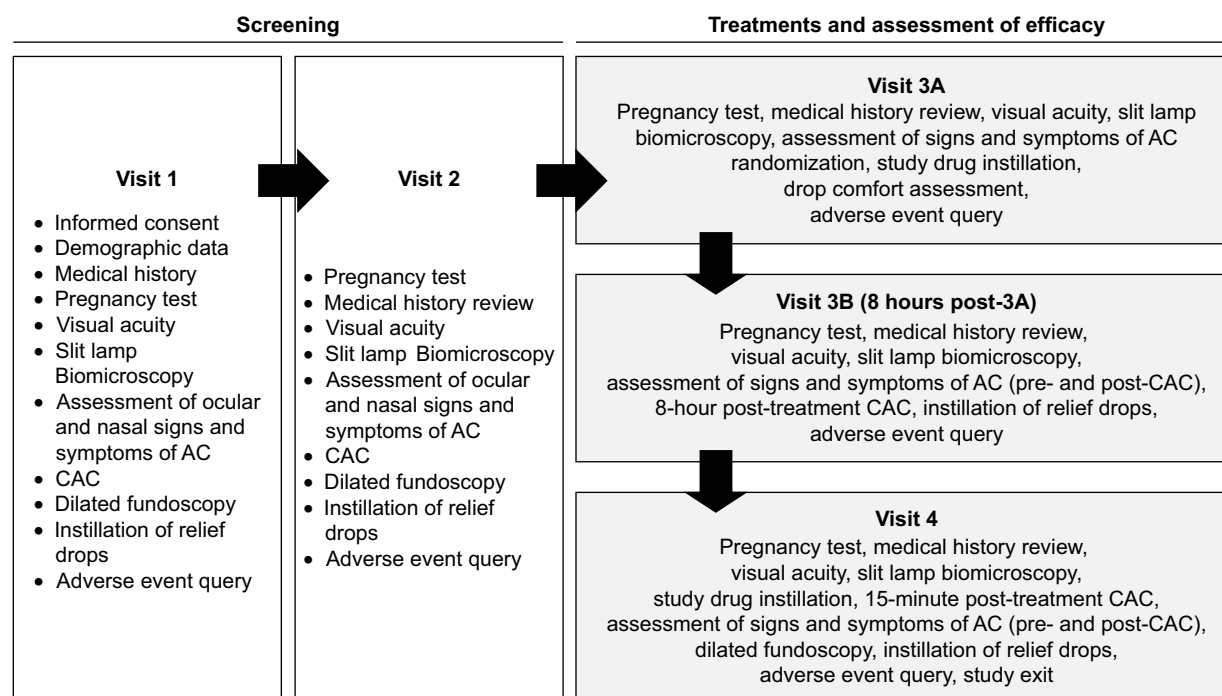 Screening
Treatments and assessment of efficacy
Visit 1
• Informed consent
• Demographic data
• Medical history
• Pregnancy test
• Visual acuity
• Slit lamp
Biomicroscopy
• Assessment of ocular
and nasal signs and
symptoms of AC
• CAC
• Dilated fundoscopy
• Instillation of relief
drops
• Adverse event query
Visit 2
• Pregnancy test
• Medical history review
• Visual acuity
• Slit lamp Biomicroscopy
• Assessment of ocular
and nasal signs and
symptoms of AC
• CAC
• Dilated fundoscopy
• Instillation of relief
drops
• Adverse event query
Visit 3A
Pregnancy test, medical history review, visual acuity, slit lamp
biomicroscopy, assessment of signs and symptoms of AC
randomization, study drug instillation,
drop comfort assessment,
adverse event query
Visit 3B (8 hours post-3A)
Pregnancy test, medical history review,
visual acuity, slit lamp biomicroscopy,
assessment of signs and symptoms of AC (pre- and post-CAC),
8-hour post-treatment CAC, instillation of relief drops,
adverse event query
Visit 4
Pregnancy test, medical history review,
visual acuity, slit lamp biomicroscopy,
study drug instillation, 15-minute post-treatment CAC,
assessment of signs and symptoms of AC (pre- and post-CAC),
dilated fundoscopy, instillation of relief drops,
adverse event query, study exit